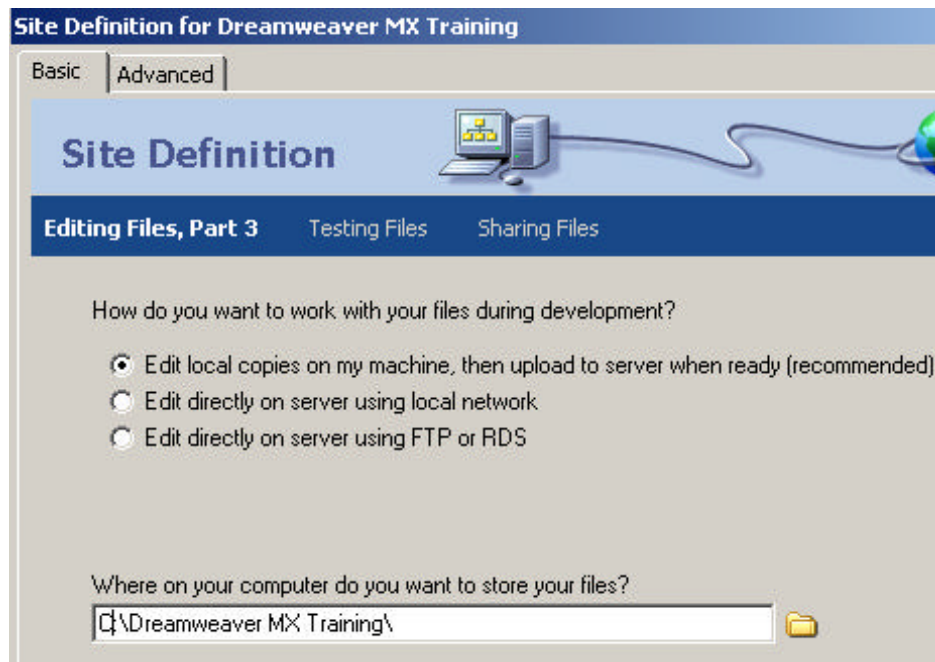 Site Definition for Dreamweaver MX Training
Basic
Advanced
Site Definition
Editing Files, Part 3 Testing Files Sharing Files
How do you want to work with your files during development?
Edit local copies on my machine, then upload to server when ready (recommended)
Edit directly on server using local network
Edit directly on server using FTP or RDS
Where on your computer do you want to store your files?
C:\Dreamweaver MX Training\